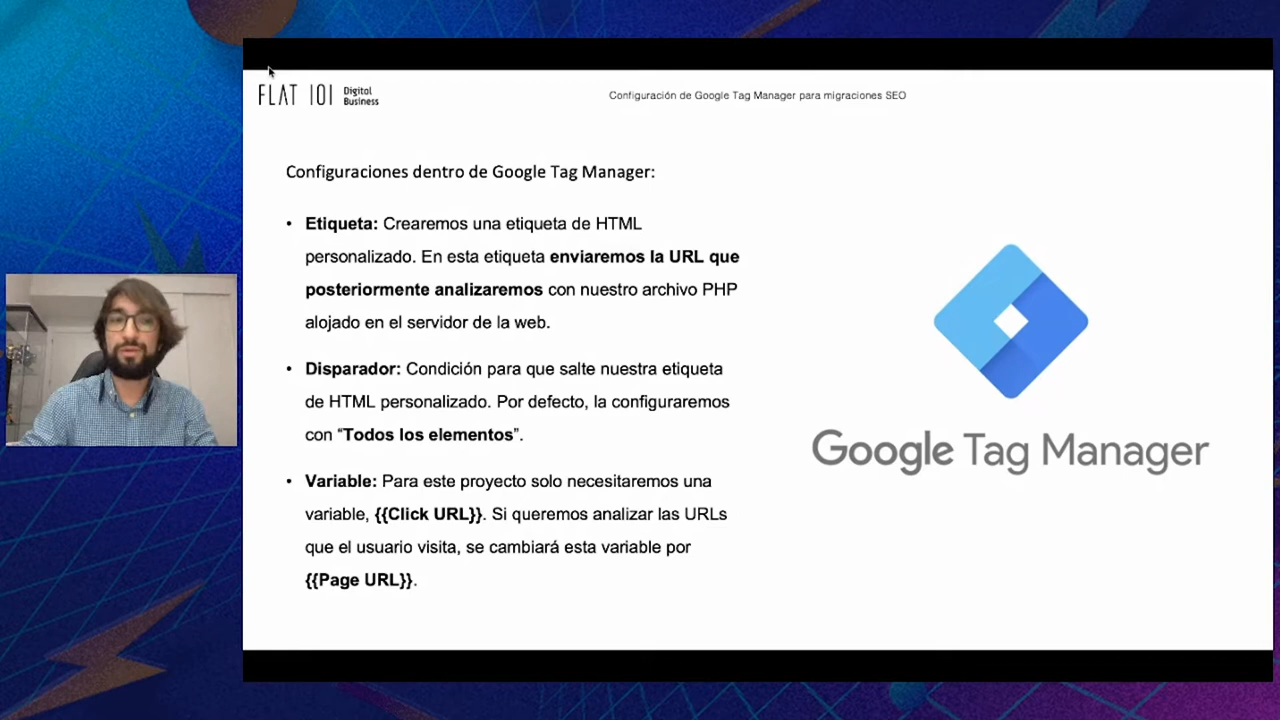 FLAT 101 Digital
Business
Configuración de Google Tag Manager para migraciones SEO
Configuraciones dentro de Google Tag Manager:
• Etiqueta: Crearemos una etiqueta de HTML
personalizado. En esta etiqueta enviaremos la URL que
posteriormente analizaremos con nuestro archivo PHP
alojado en el servidor de la web.
• Disparador: Condición para que salte nuestra etiqueta
de HTML personalizado. Por defecto, la configuraremos
con “Todos los elementos”.
• Variable: Para este proyecto solo necesitaremos una
variable, {{Click URL}}. Si queremos analizar las URLs
que el usuario visita, se cambiará esta variable por
{{Page URL}}.
Google Tag Manager